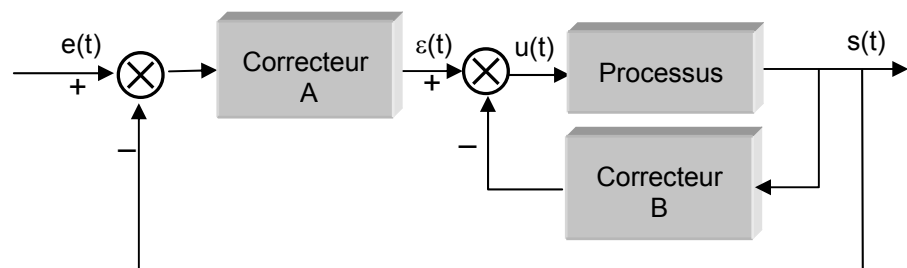 e(t)
+
−
Correcteur
A
ε(t)
+
−
u(t)
Processus
s(t)
Correcteur
B